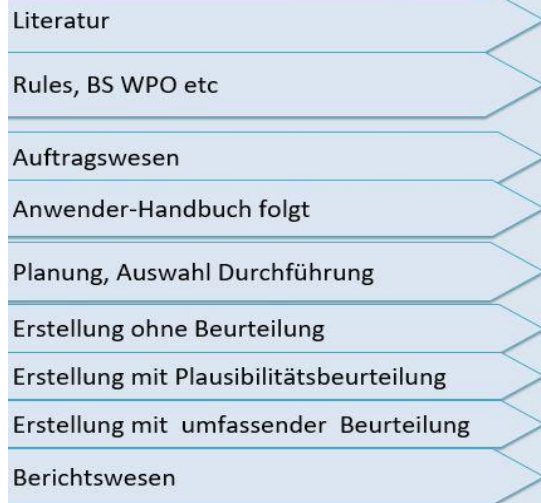 Literatur
Rules, BS WPO etc
Auftragswesen
Anwender-Handbuch folgt
Planung, Auswahl Durchführung
Erstellung ohne Beurteilung
Erstellung mit Plausibilitätsbeurteilung
Erstellung mit  umfassender  Beurteilung
Berichtswesen